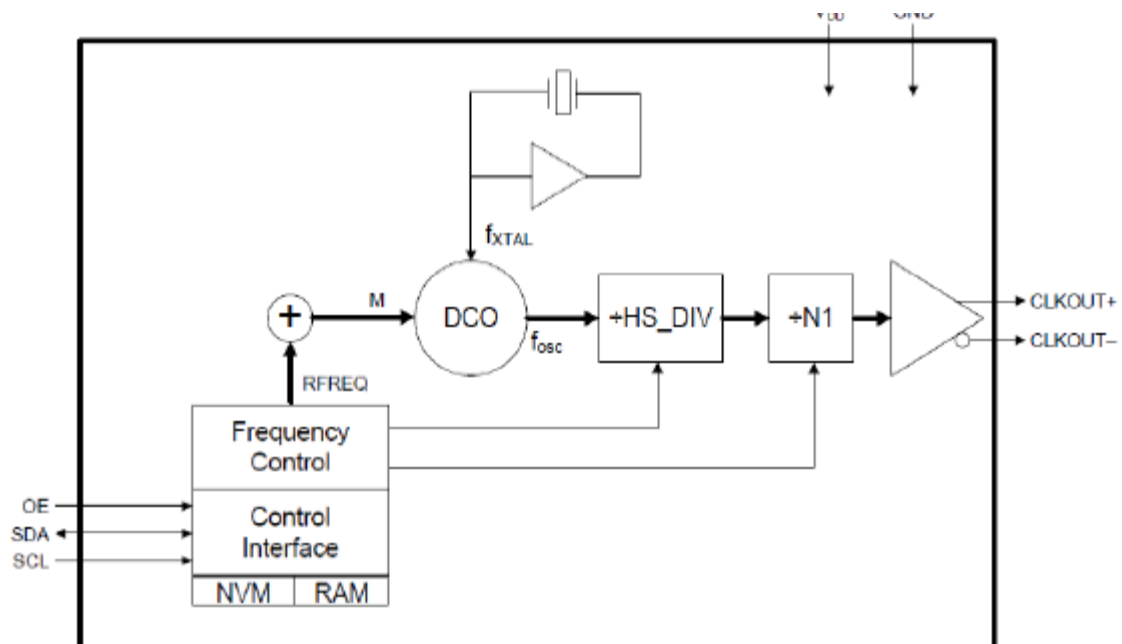 fXTAL
M
+
DCO
fosc
÷HS_DIV
÷N1
CLKOUT+
CLKOUT–
RFREQ
Frequency
Control
OE
SDA
SCL
Control
Interface
NVM
RAM